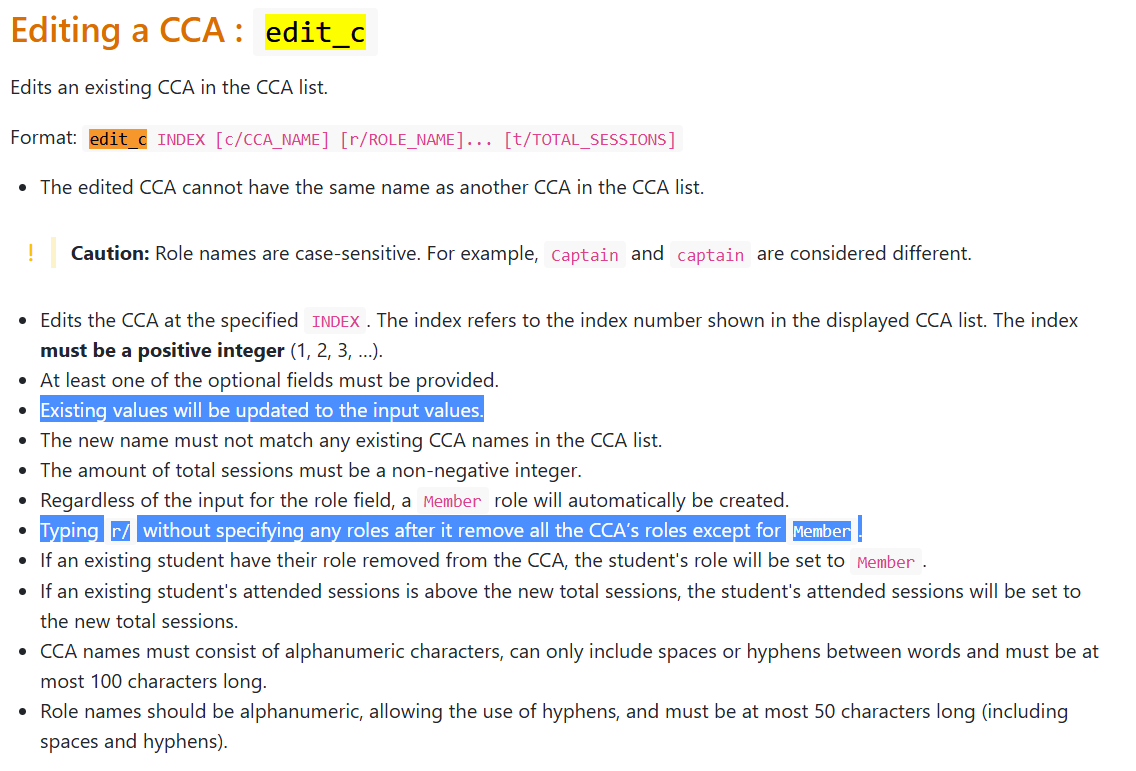 Editing a CCA : edit_c
Edits an existing CCA in the CCA list.
Format: edit_c INDEX [c/CCA_NAME] [r/ROLE_NAME]... [t/TOTAL_SESSIONS]
• The edited CCA cannot have the same name as another CCA in the CCA list.
! Caution: Role names are case-sensitive. For example, Captain and captain are considered different.
• Edits the CCA at the specified INDEX. The index refers to the index number shown in the displayed CCA list. The index
must be a positive integer (1, 2, 3, …).
• At least one of the optional fields must be provided.
• Existing values will be updated to the input values.
• The new name must not match any existing CCA names in the CCA list.
• The amount of total sessions must be a non-negative integer.
• Regardless of the input for the role field, a Member role will automatically be created.
• Typing r/ without specifying any roles after it remove all the CCA’s roles except for Member.
• If an existing student have their role removed from the CCA, the student's role will be set to Member.
• If an existing student's attended sessions is above the new total sessions, the student's attended sessions will be set to
the new total sessions.
• CCA names must consist of alphanumeric characters, can only include spaces or hyphens between words and must be at
most 100 characters long.
• Role names should be alphanumeric, allowing the use of hyphens, and must be at most 50 characters long (including
spaces and hyphens).